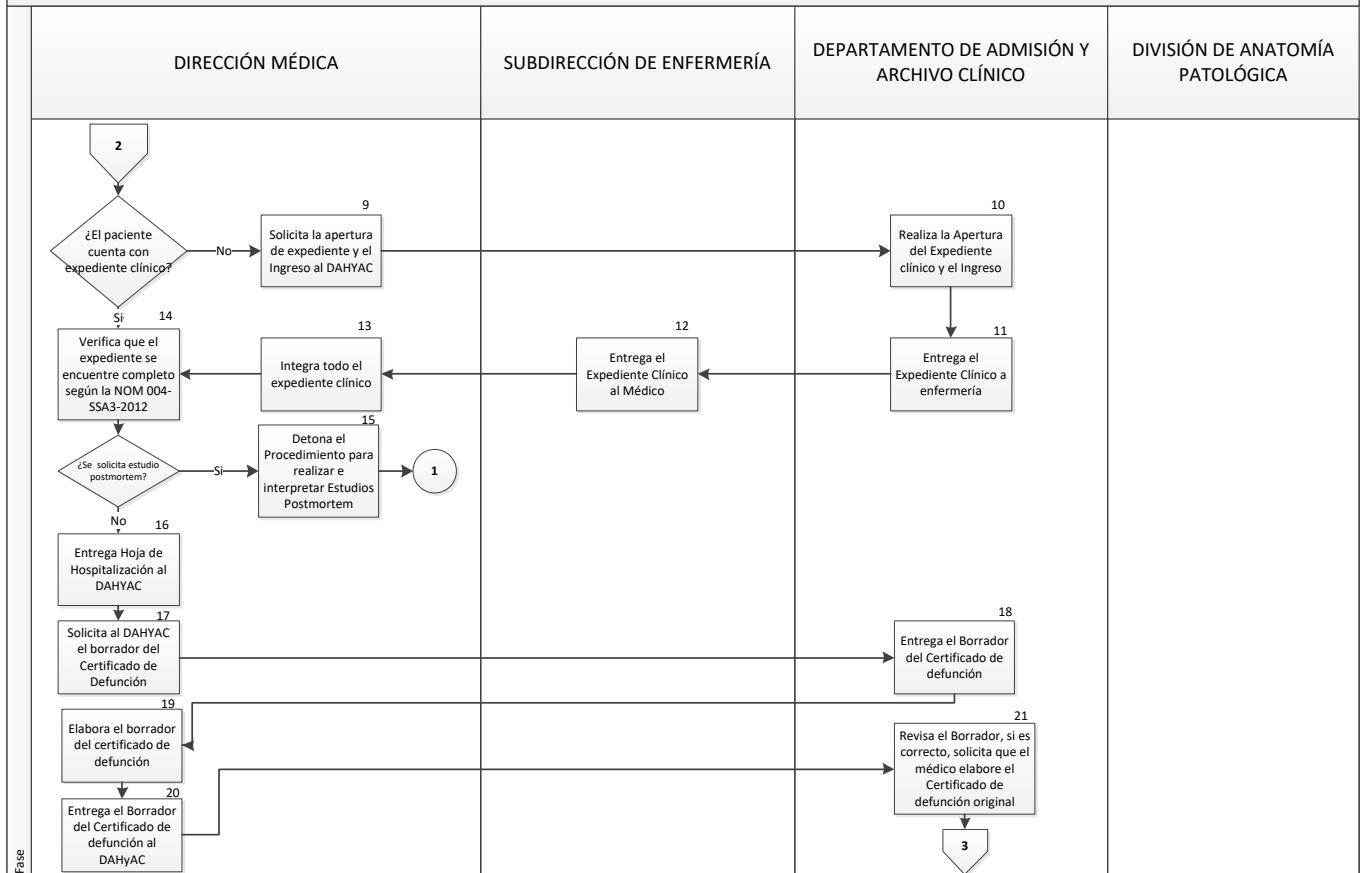 DIRECCIÓN MÉDICA
SUBDIRECCIÓN DE ENFERMERÍA
DEPARTAMENTO DE ADMISIÓN Y
ARCHIVO CLÍNICO
DIVISIÓN DE ANATOMÍA
PATOLÓGICA
2
¿El paciente
cuenta con
expediente clínico?
No
9
Solicita la apertura
de expediente y el
Ingreso al DAHYAC
10
Realiza la Apertura
del Expediente
clínico y el Ingreso
Si
14
Verifica que el
expediente se
encuentre completo
según la NOM 004-
SSA3-2012
13
Integra todo el
expediente clínico
12
Entrega el
Expediente Clínico
al Médico
11
Entrega el
Expediente Clínico a
enfermería
¿Se solicita estudio
postmortem?
Si
15
Detona el
Procedimiento para
realizar e
interpretar Estudios
Postmortem
1
No
16
Entrega Hoja de
Hospitalización al
DAHYAC
17
Solicita al DAHYAC
el borrador del
Certificado de
Defunción
18
Entrega el Borrador
del Certificado de
defunción
19
Elabora el borrador
del certificado de
defunción
20
Entrega el Borrador
del Certificado de
defunción al
DAHyAC
21
Revisa el Borrador, si es
correcto, solicita que el
médico elabore el
Certificado de
defunción original
3
Fase